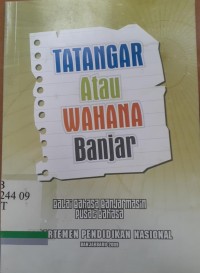 TATANGAR
Atau
WAHANA
Banjar
Balai Bahasa Banjarmasin
Pusat Bahasa
RTEMEN PENDIDIKAN NASIONAL
B
244 09
T